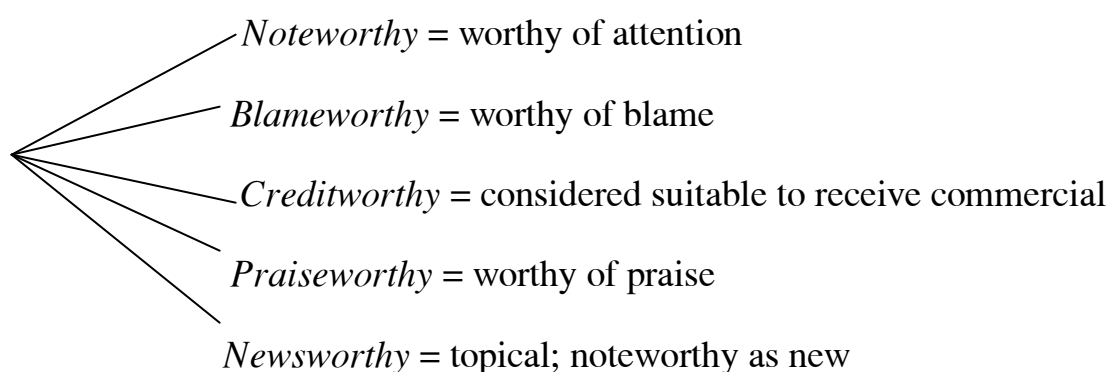 Noteworthy = worthy of attention
Blameworthy = worthy of blame
Creditworthy = considered suitable to receive commercial
Praiseworthy = worthy of praise
Newsworthy = topical; noteworthy as new